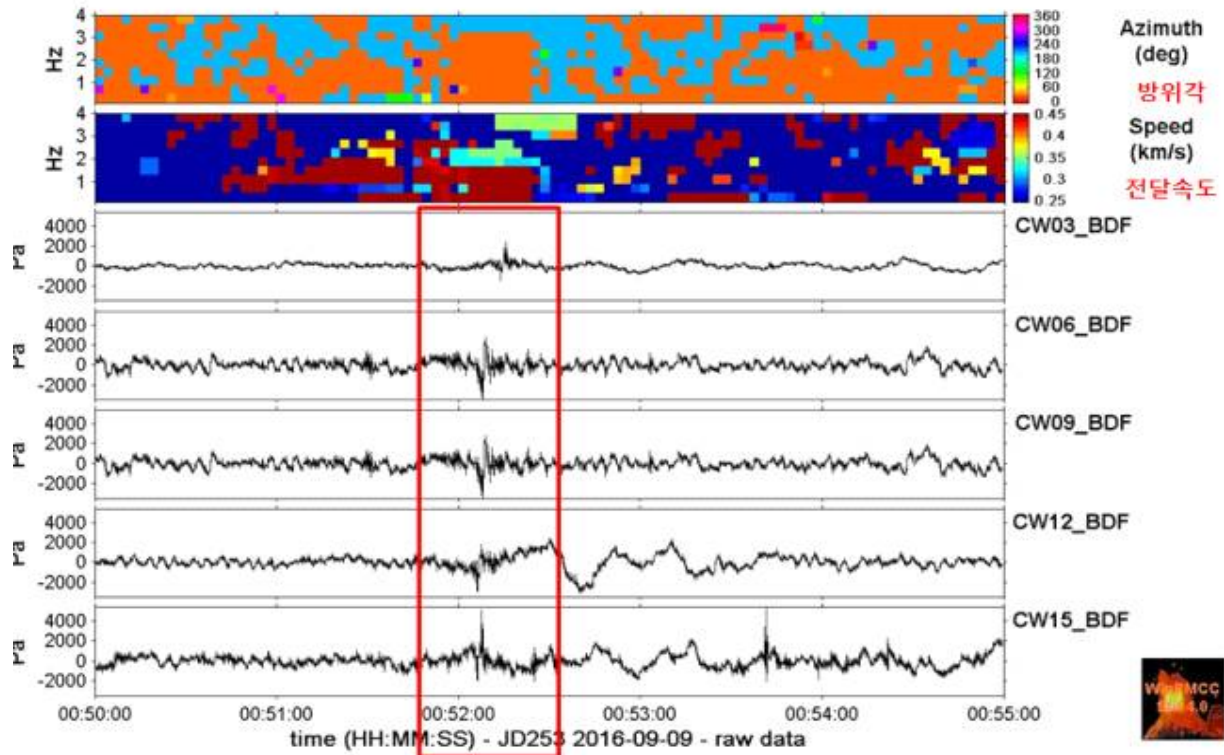 4
3
2
1
Hz
360
300
240
180
120
60
0
Azimuth
(deg)
방위각
4
3
2
1
Hz
0.45
0.4
0.35
0.3
0.25
Speed
(km/s)
전달속도
4000
2000
0
-2000
Pa
CW03_BDF
4000
2000
0
-2000
Pa
CW06_BDF
4000
2000
0
-2000
Pa
CW09_BDF
4000
2000
0
-2000
Pa
CW12_BDF
4000
2000
0
-2000
Pa
CW15_BDF
00:50:00 00:51:00 00:52:00 00:53:00 00:54:00 00:55:00
time (HH:MM:SS) - JD253 2016-09-09 - raw data